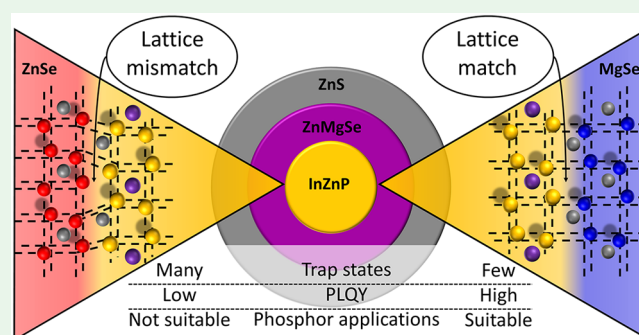 Lattice
mismatch
Lattice
match
ZnSe
MgSe
ZnS
ZnMgSe
InZnP
Many Trap states Few
Low PLQY High
Not suitable Phosphor applications Suitable